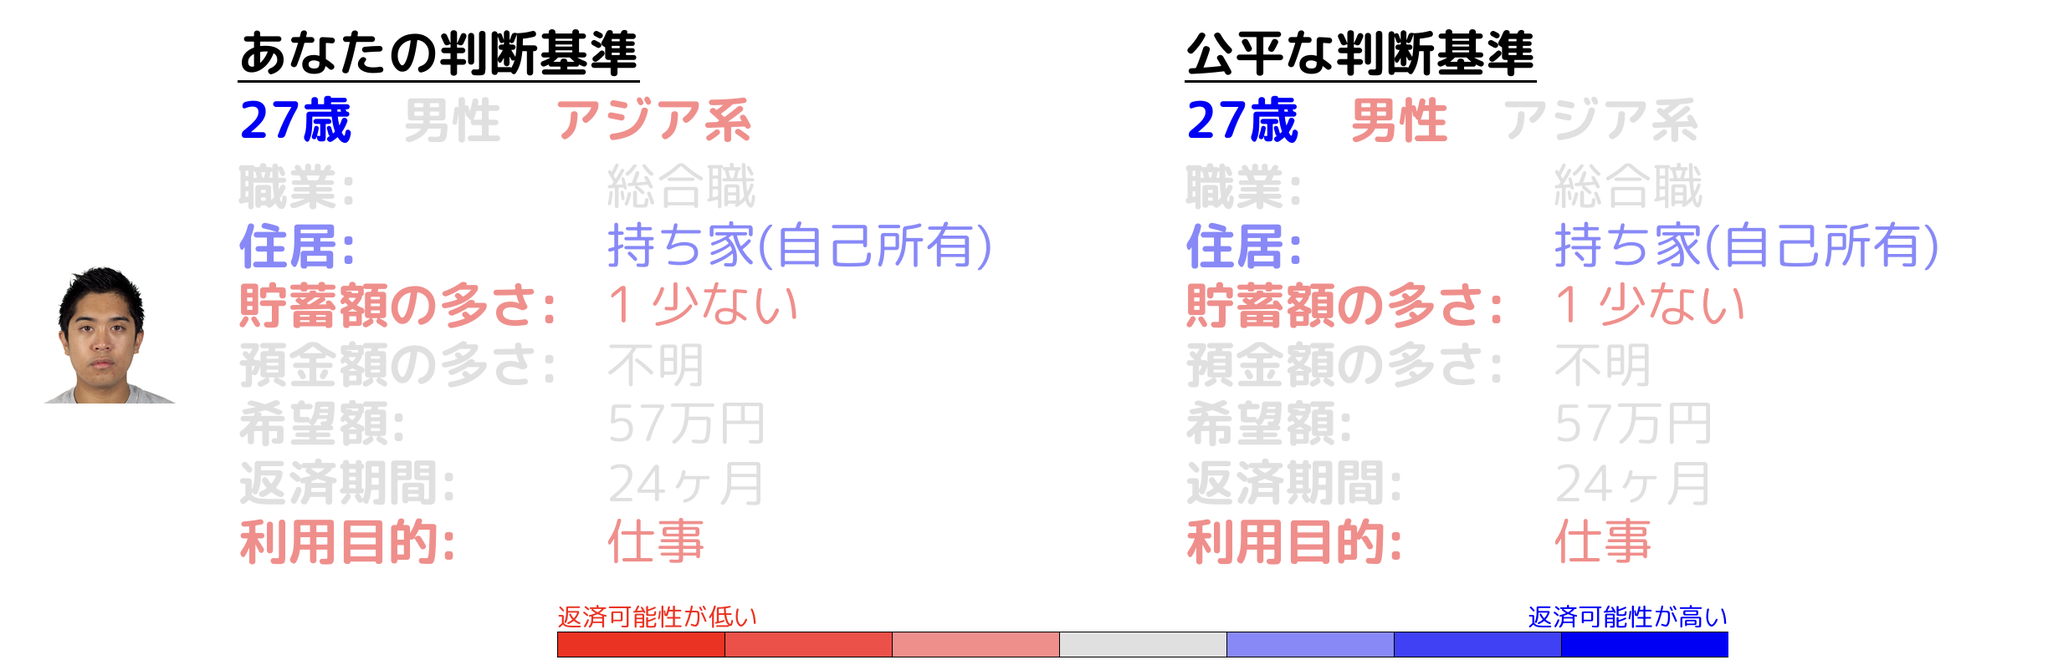 あなたの判断基準
27歳 男性 アジア系
職業: 総合職
住居: 持ち家(自己所有)
貯蓄額の多さ: 1 少ない
預金額の多さ: 不明
希望額: 57万円
返済期間: 24ヶ月
利用目的: 仕事
公平な判断基準
27歳 男性 アジア系
職業: 総合職
住居: 持ち家(自己所有)
貯蓄額の多さ: 1 少ない
預金額の多さ: 不明
希望額: 57万円
返済期間: 24ヶ月
利用目的: 仕事
返済可能性が低い
返済可能性が高い